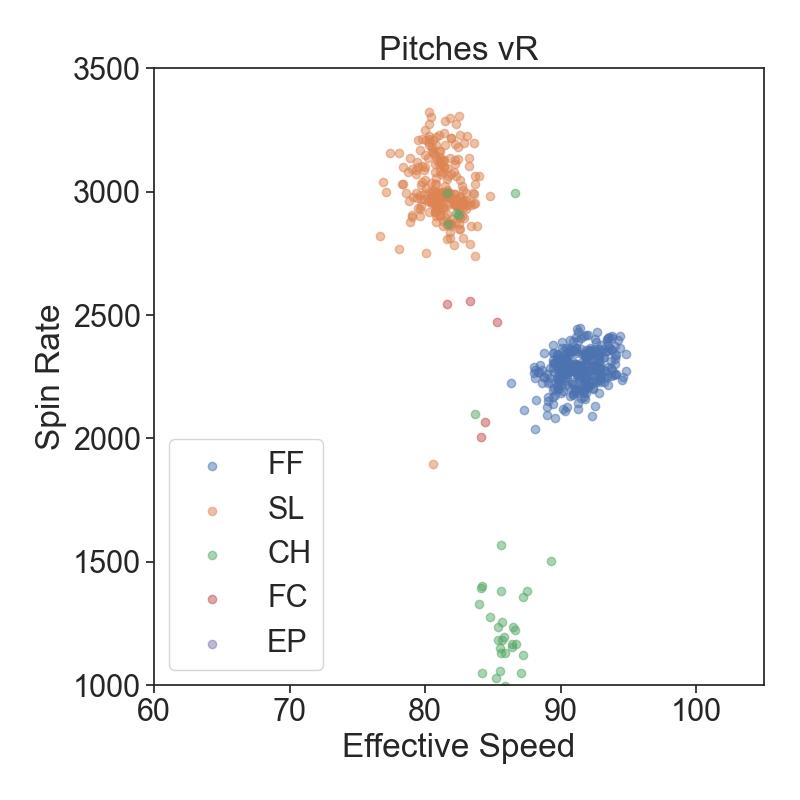 Pitches vR
Spin Rate
3500
3000
2500
2000
1500
1000
FF
SL
CH
FC
EP
60 70 80 90 100
Effective Speed